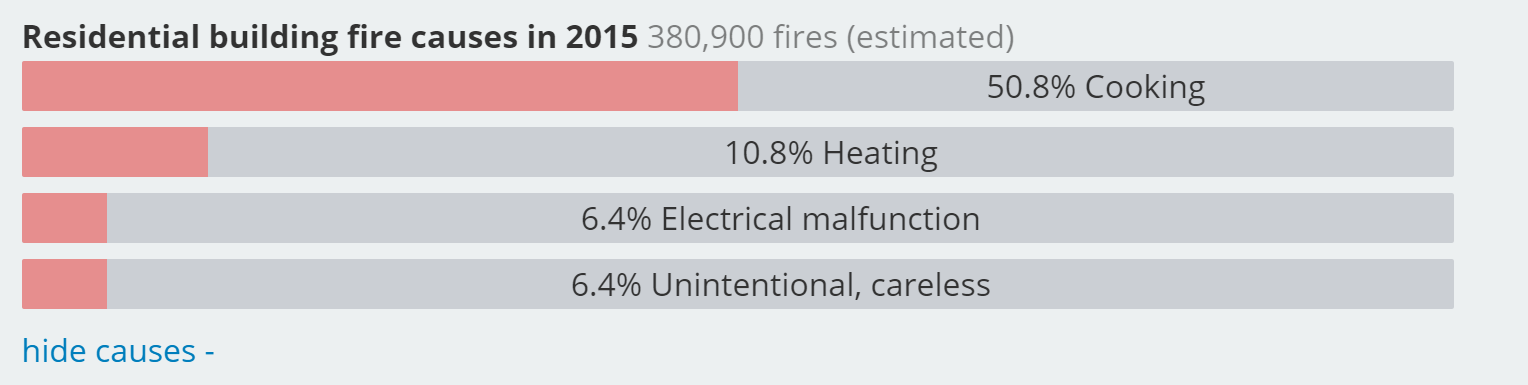 Residential building fire causes in 2015 380,900 fires (estimated)
50.8% Cooking
10.8% Heating
6.4% Electrical malfunction
6.4% Unintentional, careless
hide causes -